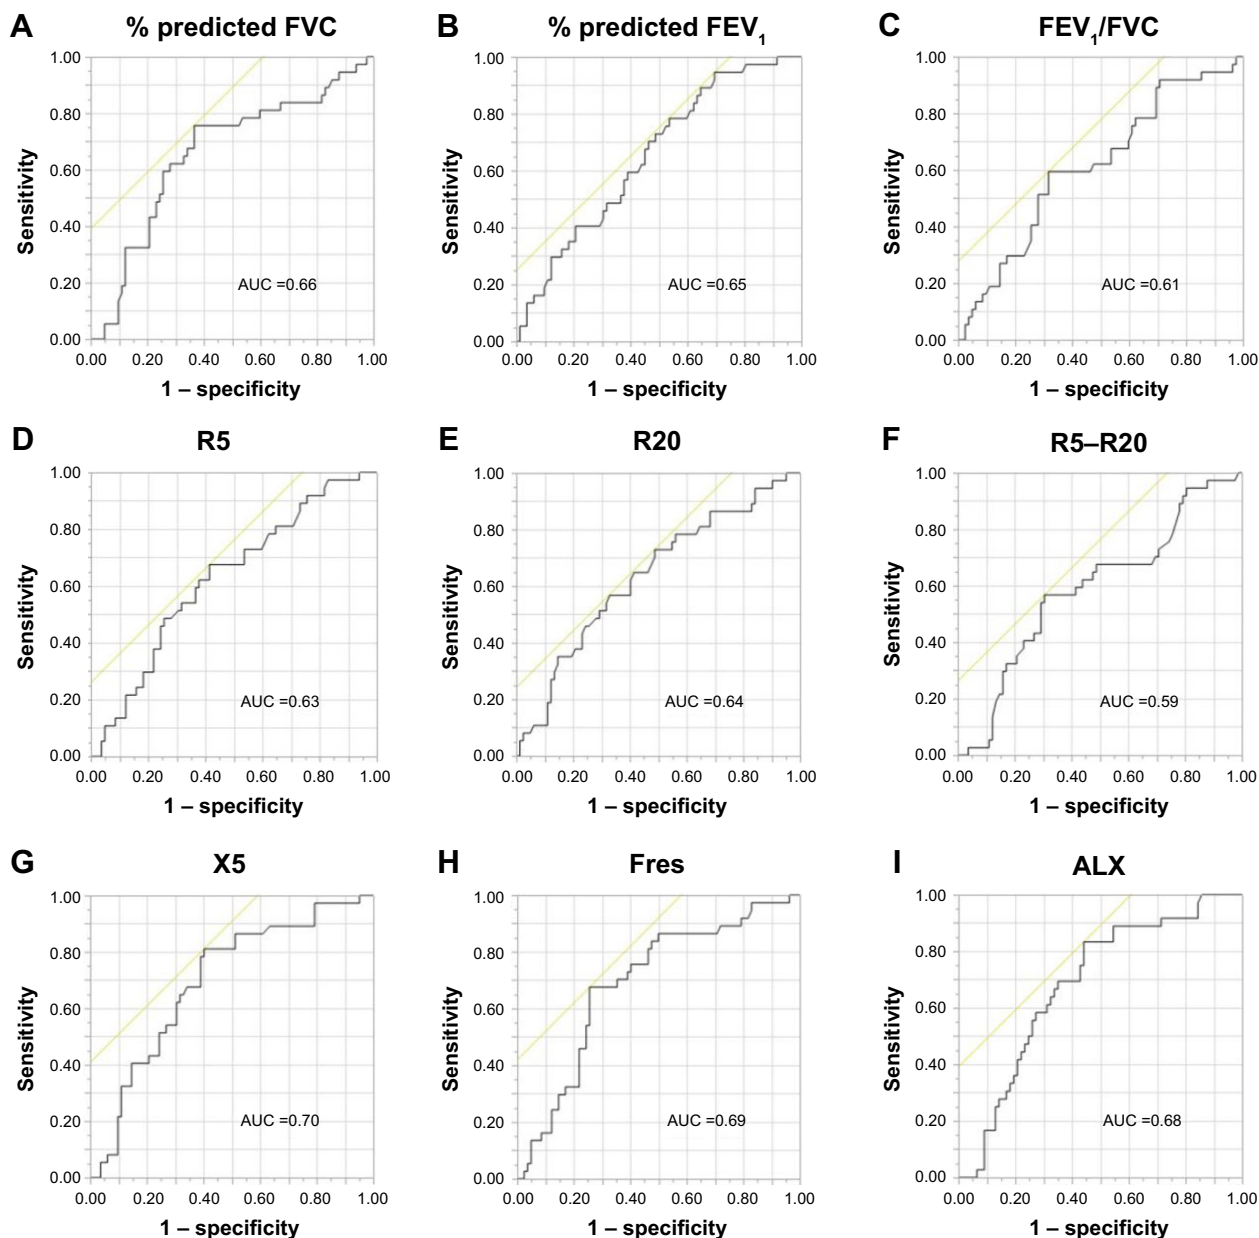 A
% predicted FVC
1.00
0.80
0.60
0.40
0.20
0.00
Sensitivity
AUC =0.66
0.00 0.20 0.40 0.60 0.80 1.00
1 – specificity
B
% predicted FEV1
1.00
0.80
0.60
0.40
0.20
0.00
Sensitivity
AUC =0.65
0.00 0.20 0.40 0.60 0.80 1.00
1 – specificity
C
FEV1/FVC
1.00
0.80
0.60
0.40
0.20
0.00
Sensitivity
AUC =0.61
0.00 0.20 0.40 0.60 0.80 1.00
1 – specificity
D
R5
1.00
0.80
0.60
0.40
0.20
0.00
Sensitivity
AUC =0.63
0.00 0.20 0.40 0.60 0.80 1.00
1 – specificity
E
R20
1.00
0.80
0.60
0.40
0.20
0.00
Sensitivity
AUC =0.64
0.00 0.20 0.40 0.60 0.80 1.00
1 – specificity
F
R5–R20
1.00
0.80
0.60
0.40
0.20
0.00
Sensitivity
AUC =0.59
0.00 0.20 0.40 0.60 0.80 1.00
1 – specificity
G
X5
1.00
0.80
0.60
0.40
0.20
0.00
Sensitivity
AUC =0.70
0.00 0.20 0.40 0.60 0.80 1.00
1 – specificity
H
Fres
1.00
0.80
0.60
0.40
0.20
0.00
Sensitivity
AUC =0.69
0.00 0.20 0.40 0.60 0.80 1.00
1 – specificity
I
ALX
1.00
0.80
0.60
0.40
0.20
0.00
Sensitivity
AUC =0.68
0.00 0.20 0.40 0.60 0.80 1.00
1 – specificity